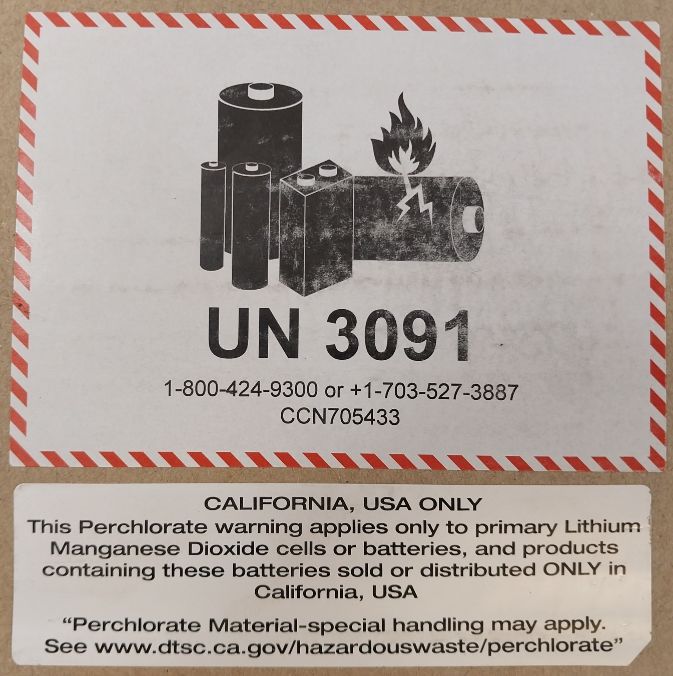 UN 3091
1-800-424-9300 or +1-703-527-3887
CCN705433
CALIFORNIA, USA ONLY
This Perchlorate warning applies only to primary Lithium
Manganese Dioxide cells or batteries, and products
containing these batteries sold or distributed ONLY in
California, USA
“Perchlorate Material-special handling may apply.
See www.dtsc.ca.gov/hazardouswaste/perchlorate”